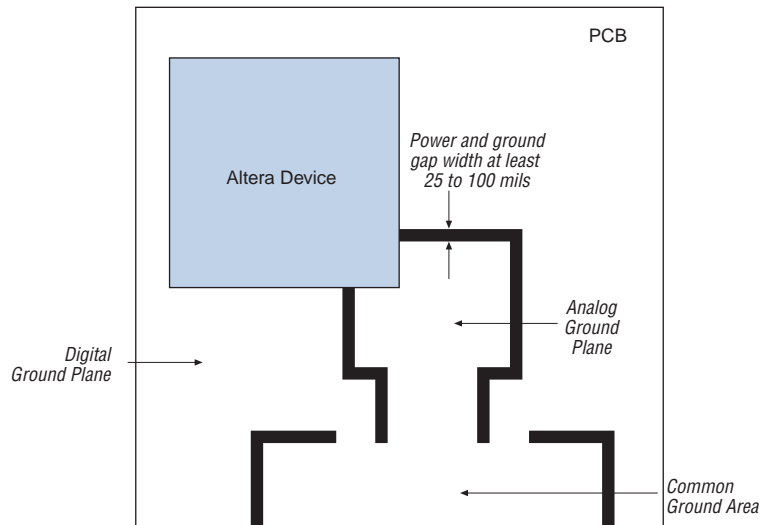 PCB
Power and ground
gap width at least
25 to 100 mils
Altera Device
Analog
Ground
Plane
Digital
Ground Plane
Common
Ground Area